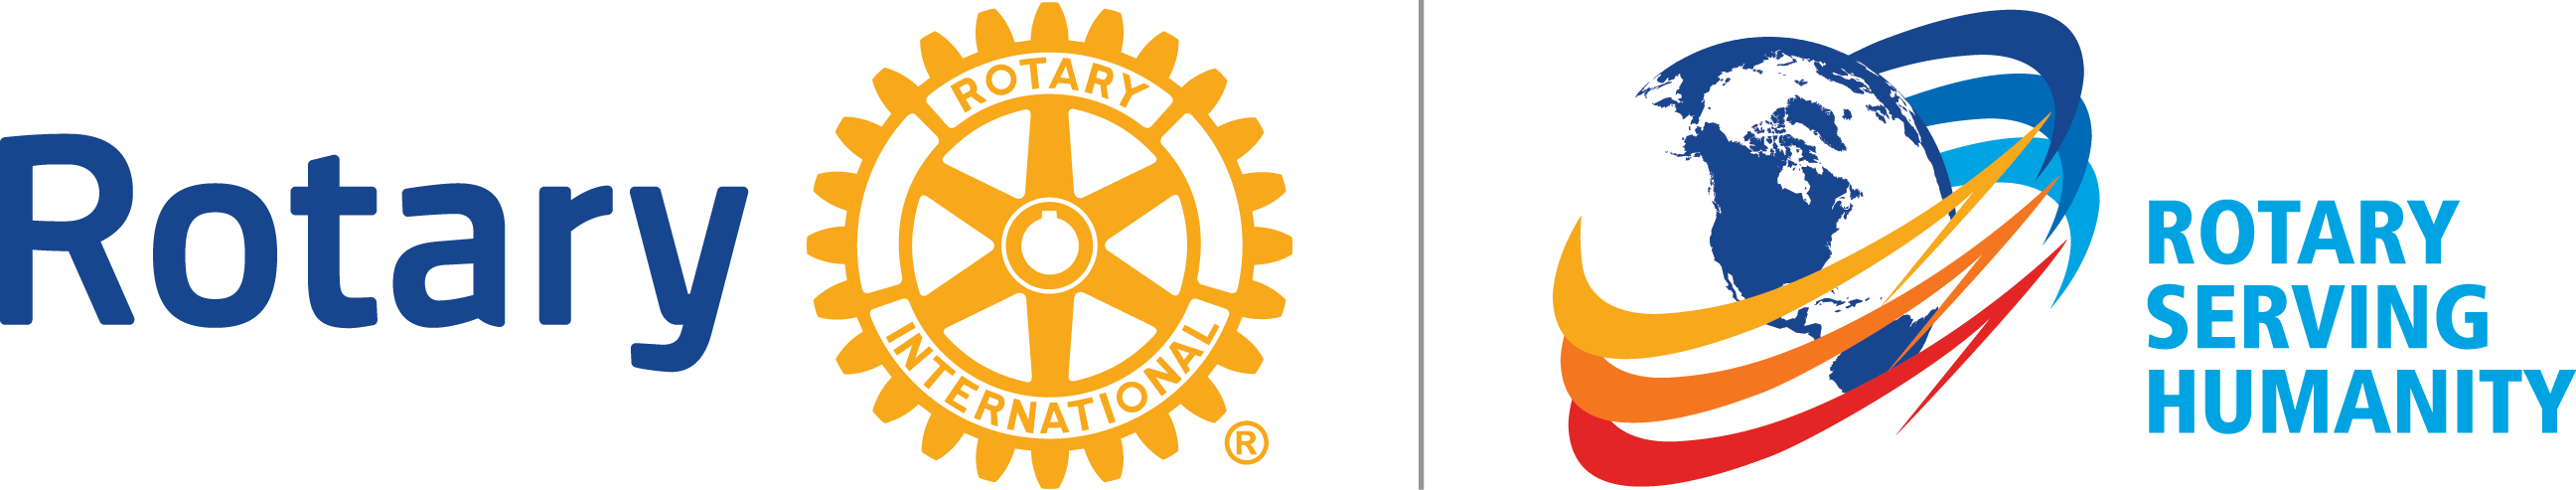 Rotary
ROTARY
INTERNATIONAL
®
ROTARY
SERVING
HUMANITY